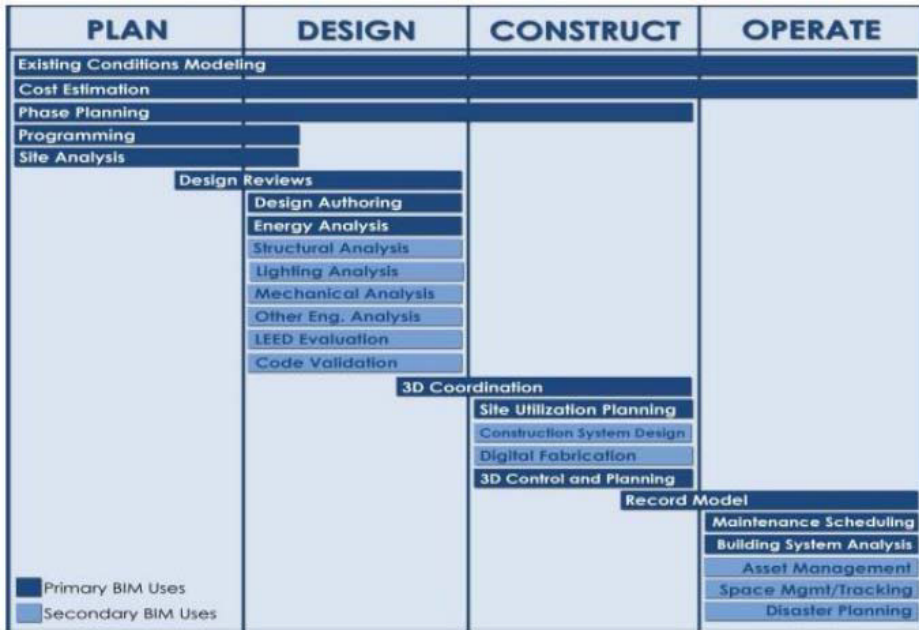 PLAN DESIGN CONSTRUCT OPERATE
Existing Conditions Modeling
Cost Estimation
Phase Planning
Programming
Site Analysis
Design Reviews
Design Authoring
Energy Analysis
Structural Analysis
Lighting Analysis
Mechanical Analysis
Other Eng. Analysis
LEED Evaluation
Code Validation
3D Coordination
Site Utilization Planning
Construction System Design
Digital Fabrication
3D Control and Planning
Record Model
Maintenance Scheduling
Building System Analysis
Asset Management
Space Mgmt/Tracking
Disaster Planning
Primary BIM Uses
Secondary BIM Uses